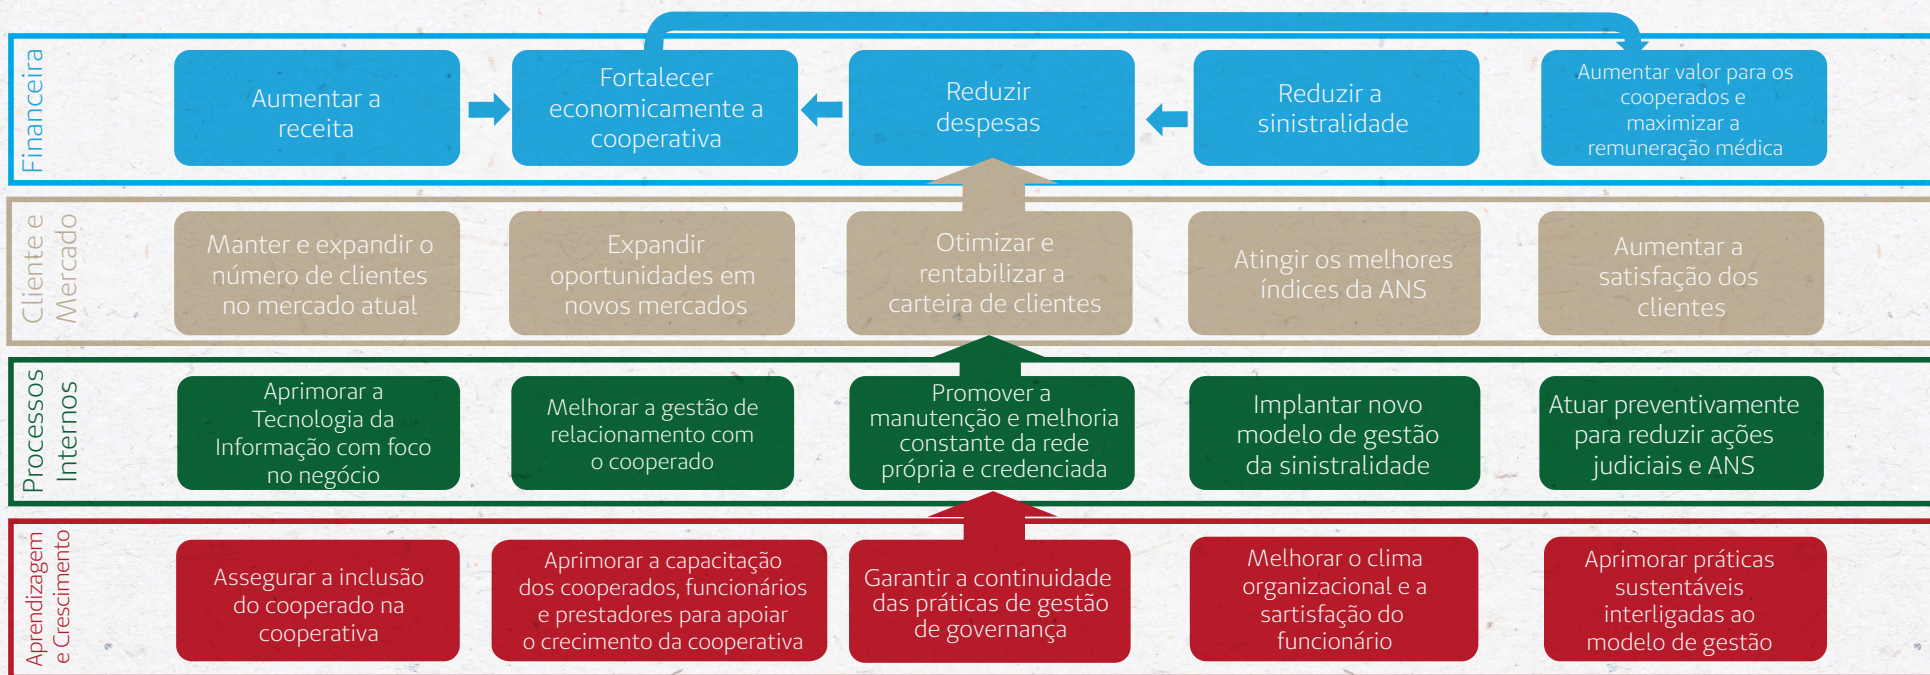 Financeira
Aumentar a
receita
Fortalecer
economicamente a
cooperativa
Reduzir
despesas
Reduzir a
sinistralidade
Aumentar valor para os
cooperados e
maximizar a
remuneração médica
Cliente e
Mercado
Manter e expandir o
número de clientes
no mercado atual
Expandir
oportunidades em
novos mercados
Otimizar e
rentabilizar a
carteira de clientes
Atingir os melhores
índices da ANS
Aumentar a
satisfação dos
clientes
Processos
Internos
Aprimorar a
Tecnologia da
Informação com foco
no negócio
Melhorar a gestão de
relacionamento com
o cooperado
Promover a
manutenção e melhoria
constante da rede
própria e credenciada
Implantar novo
modelo de gestão
da sinistralidade
Atuar preventivamente
para reduzir ações
judiciais e ANS
Aprendizagem
e Crescimento
Assegurar a inclusão
do cooperado na
cooperativa
Aprimorar a capacitação
dos cooperados, funcionários
e prestadores para apoiar
o crecimento da cooperativa
Garantir a continuidade
das práticas de gestão
de governança
Melhorar o clima
organizacional e a
sartisfação do
funcionário
Aprimorar práticas
sustentáveis
interligadas ao
modelo de gestão